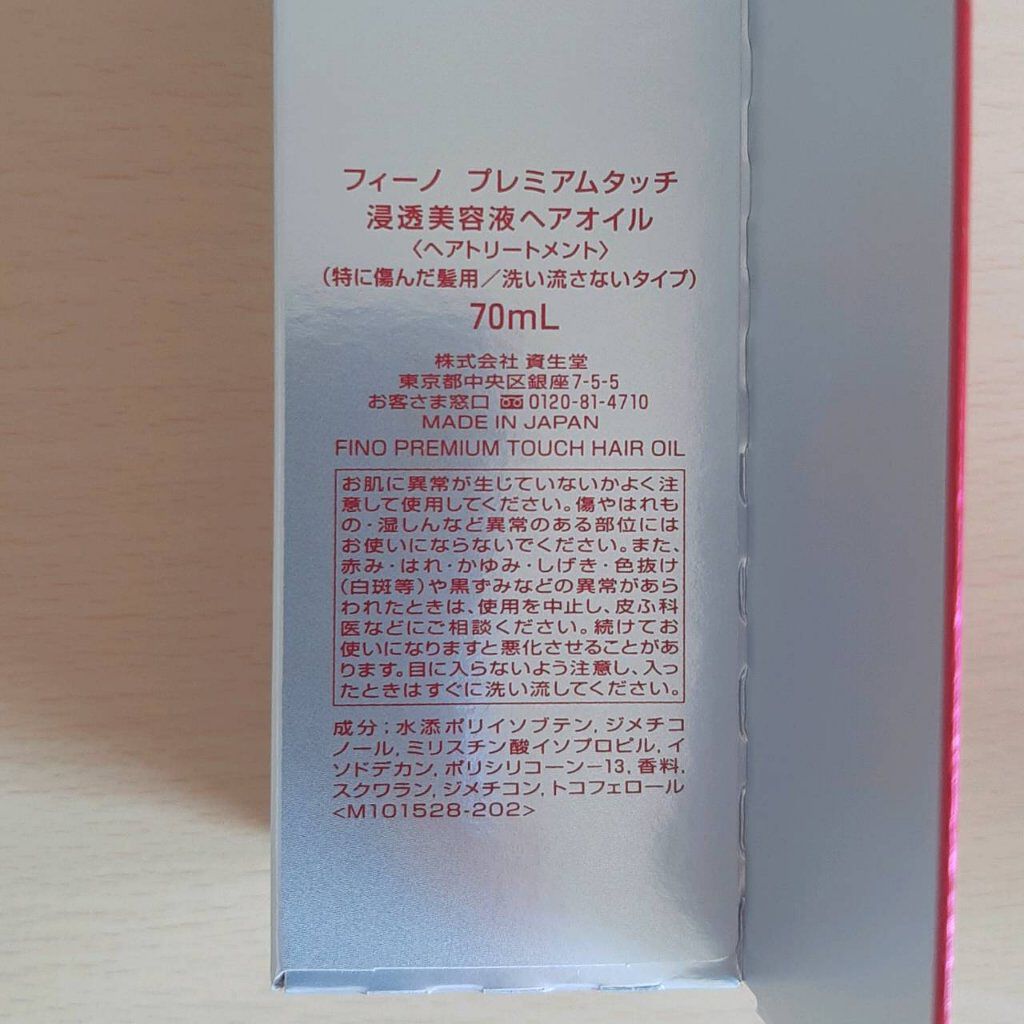 フィーノ プレミアムタッチ
浸透美容液ヘアオイル
〈ヘアトリートメント〉
(特に傷んだ髪用／洗い流さないタイプ)
70mL
株式会社 資生堂
東京都中央区銀座7-5-5
お客さま窓口 0120-81-4710
MADE IN JAPAN
FINO PREMIUM TOUCH HAIR OIL
お肌に異常が生じていないかよく注
意して使用してください。傷やはれも
の・湿しんなど異常のある部位には
お使いにならないでください。また、
赤み・はれ・かゆみ・しげき・色抜け
(白斑等)や黒ずみなどの異常があら
われたときは、使用を中止し、皮ふ科
医などにご相談ください。続けてお
使いになりますと悪化させることがあ
ります。目に入らないよう注意し、入っ
たときはすぐに洗い流してください。
成分；水添ポリイソブテン, ジメチコ
ノール, ミリスチン酸イソプロピル, イ
ソドデカン, ポリシリコーン－13, 香料,
スクワラン, ジメチコン, トコフェロール
<M101528-202>